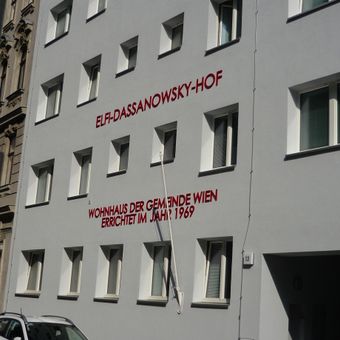 ELFI-DASSANOWSKY-HOF
WOHNHAUS DER GEMEINDE WIEN
ERRICHTET IM JAHR 1969